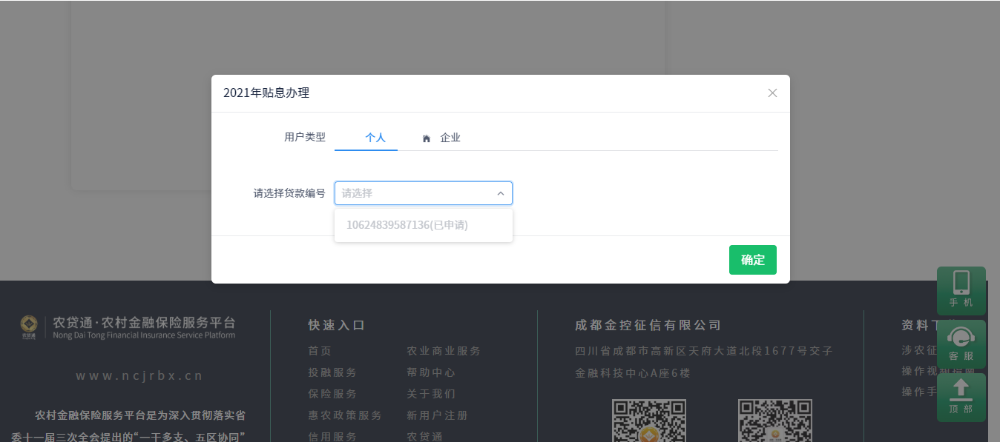 2021年贴息办理
用户类型
个人
企业
请选择贷款编号
请选择
10624839587136(已申请)
确定
农贷通·农村金融保险服务平台
Nong Dai Tong Financial Insurance Service Platform
www.ncjrbx.cn
农村金融保险服务平台是为深入贯彻落实省
委十一届三次全会提出的“一干多支、五区协同”
快速入口
首页
农业商业服务
投融服务
帮助中心
保险服务
关于我们
惠农政策服务
新用户注册
信用服务
农贷通
成都金控征信有限公司
四川省成都市高新区天府大道北段1677号交子
金融科技中心A座6楼
资料下
涉农征
操作视频指南
操作手
手机
客服
顶部